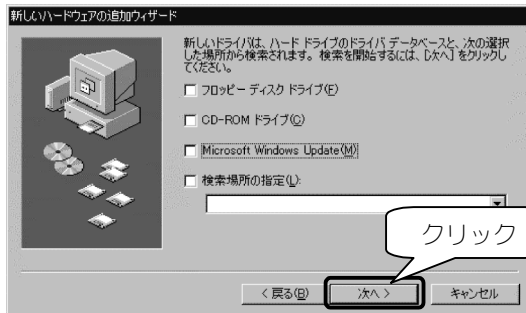 新しいハードウェアの追加ウィザード
新しいドライバは、ハード ドライブのドライバ データベースと、次の選択
した場所から検索されます。検索を開始するには、[次へ] をクリックし
てください。
フロッピー ディスク ドライブ(F)
CD-ROM ドライブ(C)
Microsoft Windows Update(M)
検索場所の指定(L):
クリック
< 戻る(B)
次へ >
キャンセル